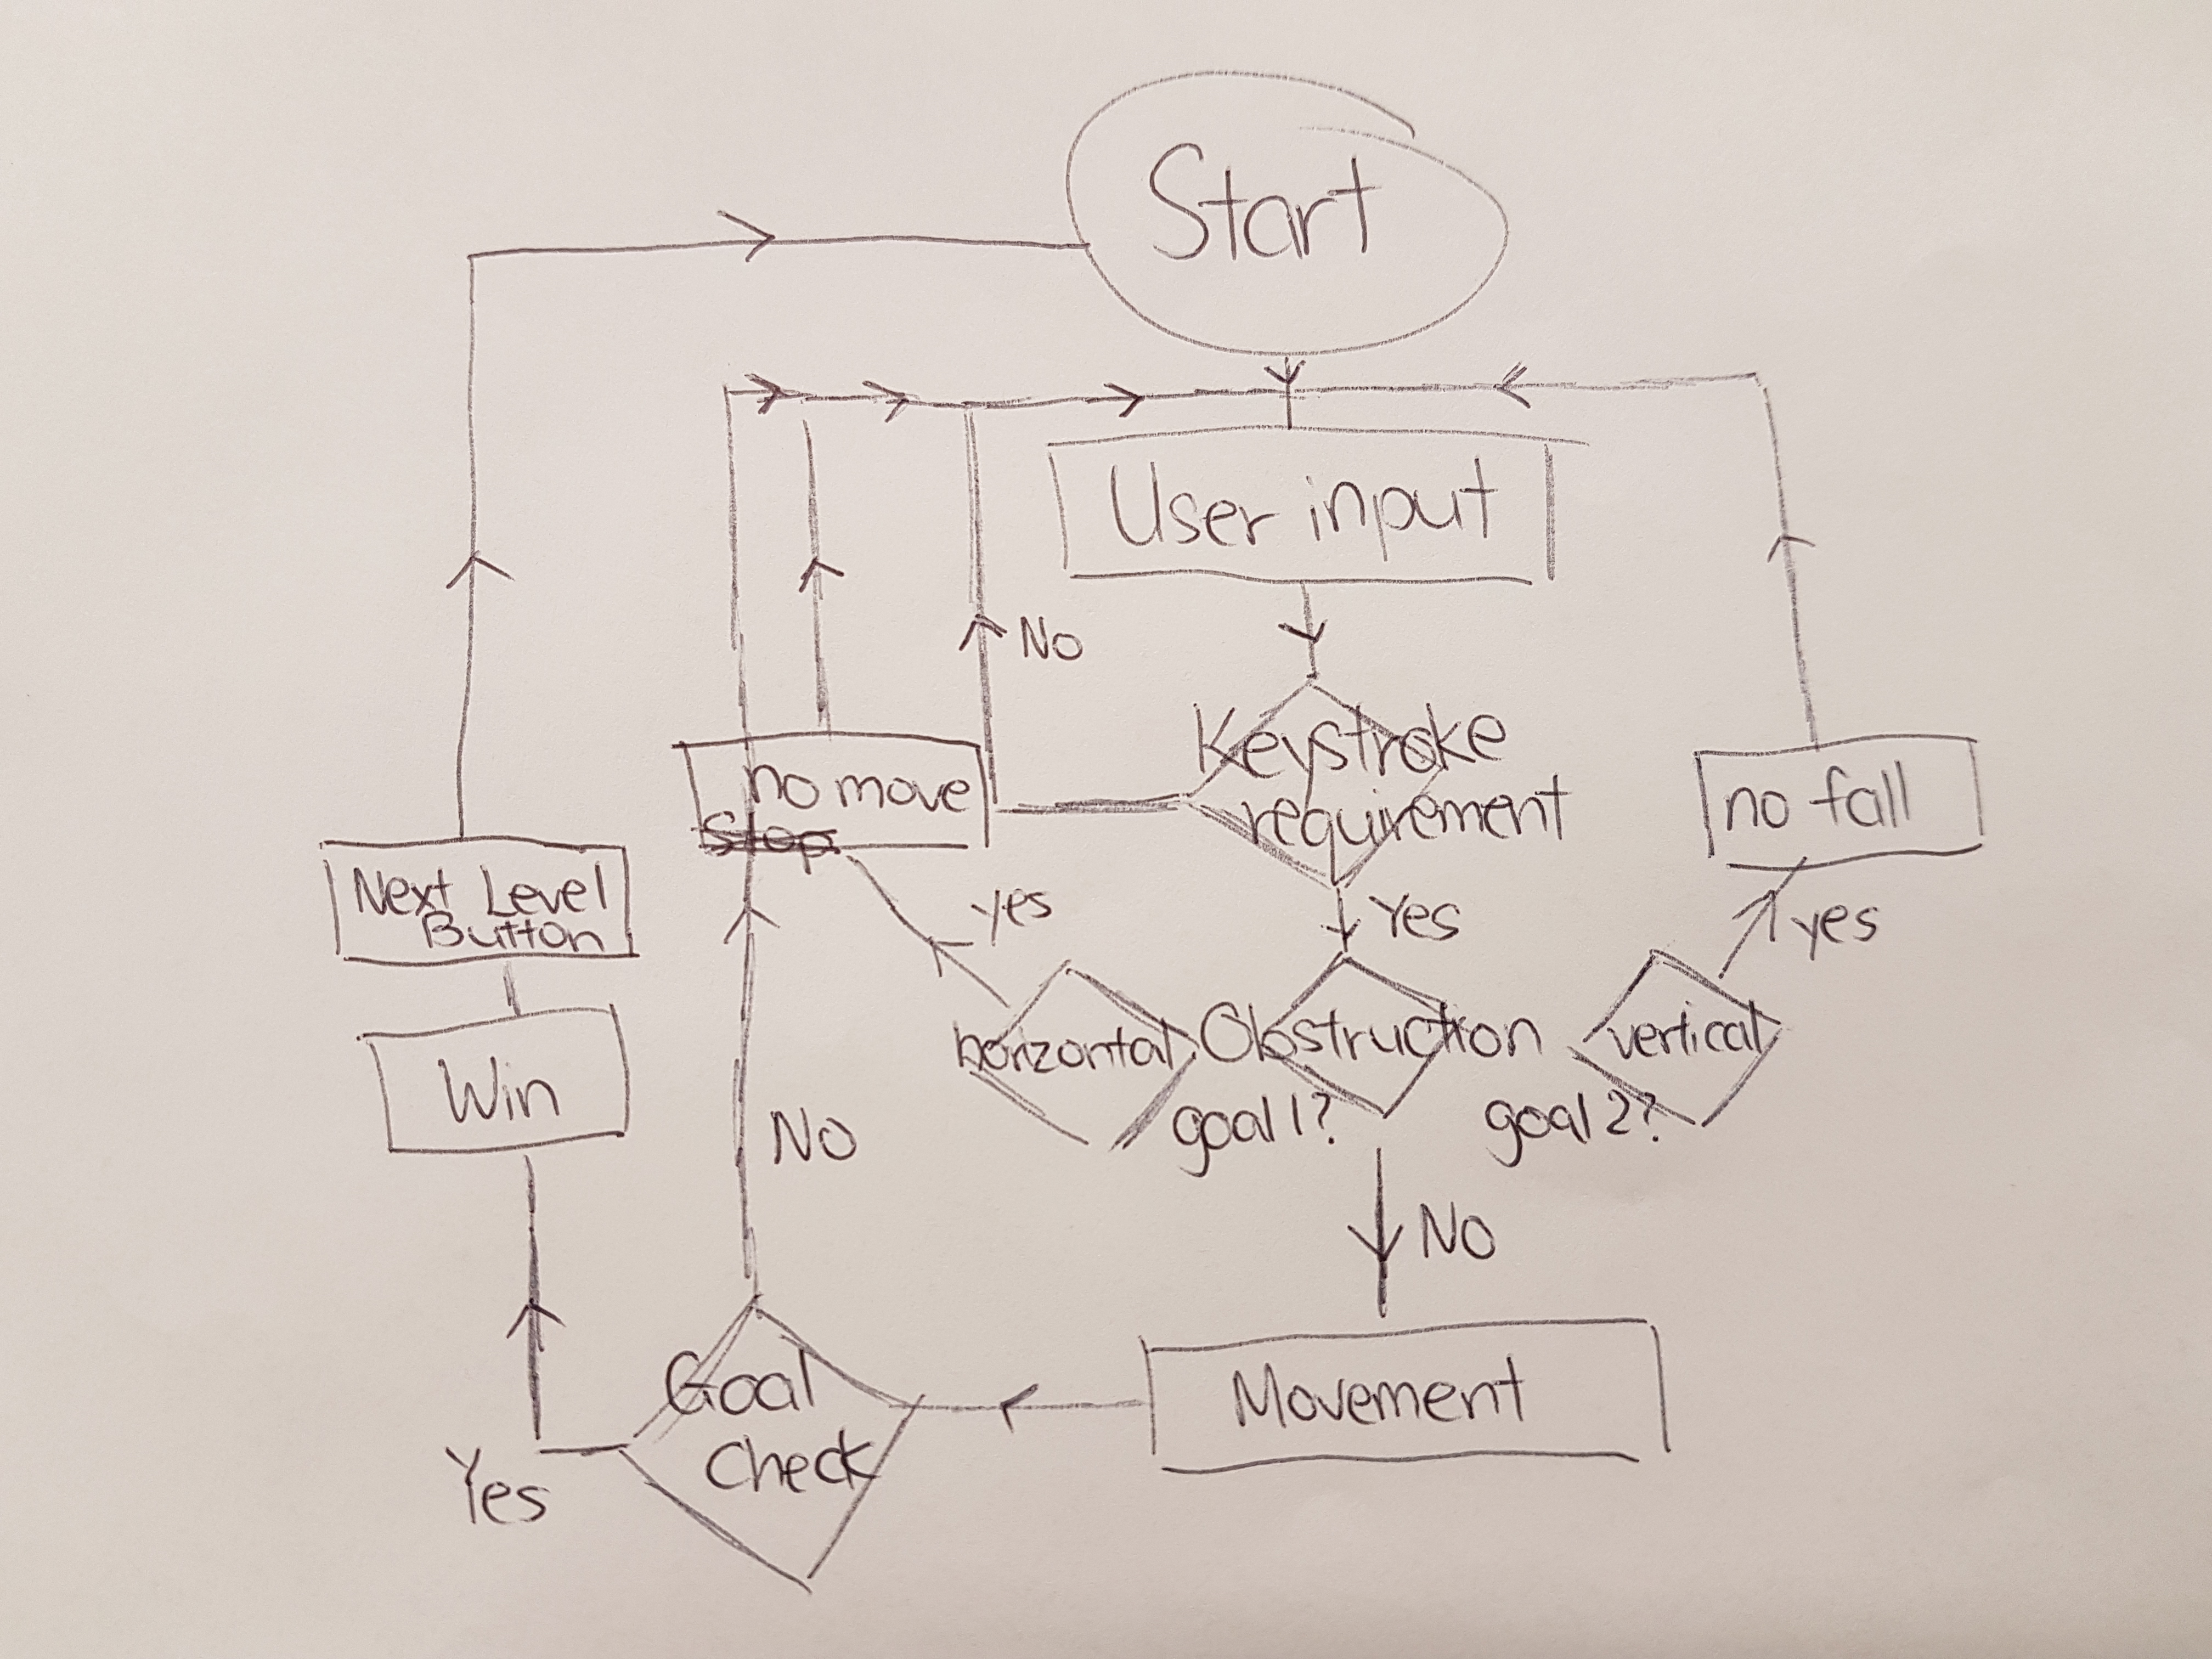 Start
User input
No
Keystroke
requirement
no move
Stop
no fall
Next Level
Button
yes
Yes
yes
horizontal
Obstruction
vertical
goal 1?
goal 2?
Win
No
No
Movement
Goal
Check
Yes